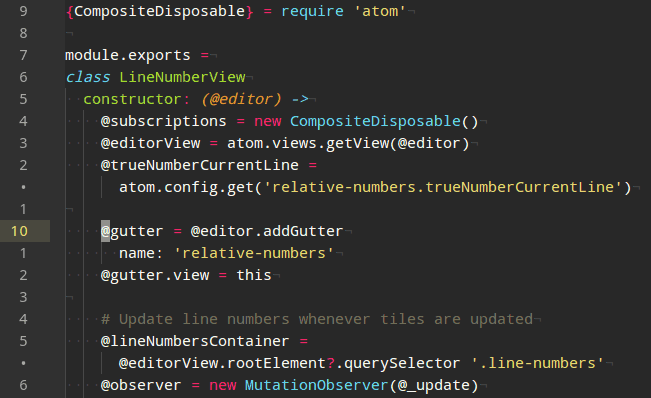 9 {CompositeDisposable} = require 'atom'¬
8 ¬
7 module.exports =¬
6 class LineNumberView¬
5 ··constructor: (@editor) ->¬
4 ····@subscriptions = new CompositeDisposable()¬
3 ····@editorView = atom.views.getView(@editor)¬
2 ····@trueNumberCurrentLine =¬
• atom.config.get('relative-numbers.trueNumberCurrentLine')¬
1 ¬
10 ····@gutter = @editor.addGutter¬
1 ······name: 'relative-numbers'¬
2 ····@gutter.view = this¬
3 ¬
4 ····# Update line numbers whenever tiles are updated¬
5 ····@lineNumbersContainer =¬
• @editorView.rootElement?.querySelector '.line-numbers'¬
6 ····@observer = new MutationObserver(@_update)¬